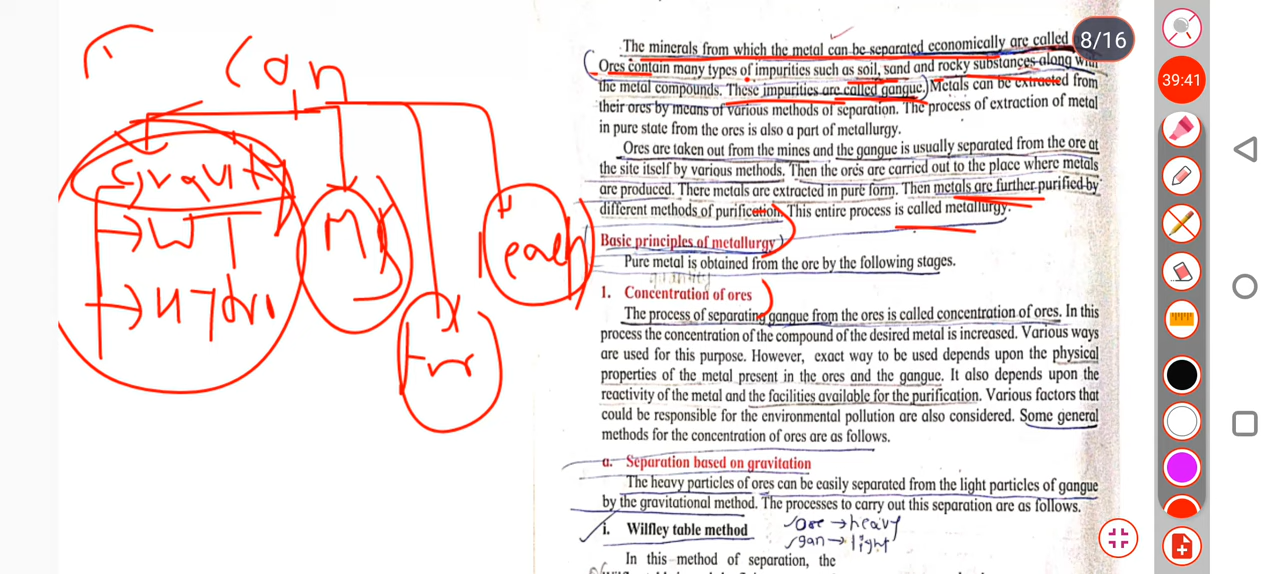 Con
Gravity
→ WT
→ Hydro
The minerals from which the metal can be separated economically are called
Ores contain many types of impurities such as soil, sand and rocky substances along with
the metal compounds. These impurities are called gangue. Metals can be extracted from
their ores by means of various methods of separation. The process of extraction of metal
in pure state from the ores is also a part of metallurgy.
Ores are taken out from the mines and the gangue is usually separated from the ore at
the site itself by various methods. Then the ores are carried out to the place where metals
are produced. There metals are extracted in pure form. Then metals are further purified by
different methods of purification. This entire process is called metallurgy.
Basic principles of metallurgy
Pure metal is obtained from the ore by the following stages.
1. Concentration of ores
The process of separating gangue from the ores is called concentration of ores. In this
process the concentration of the compound of the desired metal is increased. Various ways
are used for this purpose. However, exact way to be used depends upon the physical
properties of the metal present in the ores and the gangue. It also depends upon the
reactivity of the metal and the facilities available for the purification. Various factors that
could be responsible for the environmental pollution are also considered. Some general
methods for the concentration of ores are as follows.
a. Separation based on gravitation
The heavy particles of ores can be easily separated from the light particles of gangue
by the gravitational method. The processes to carry out this separation are as follows.
i. Wilfley table method
ore → heavy
gan → light
In this method of separation, the
8/16
39:41